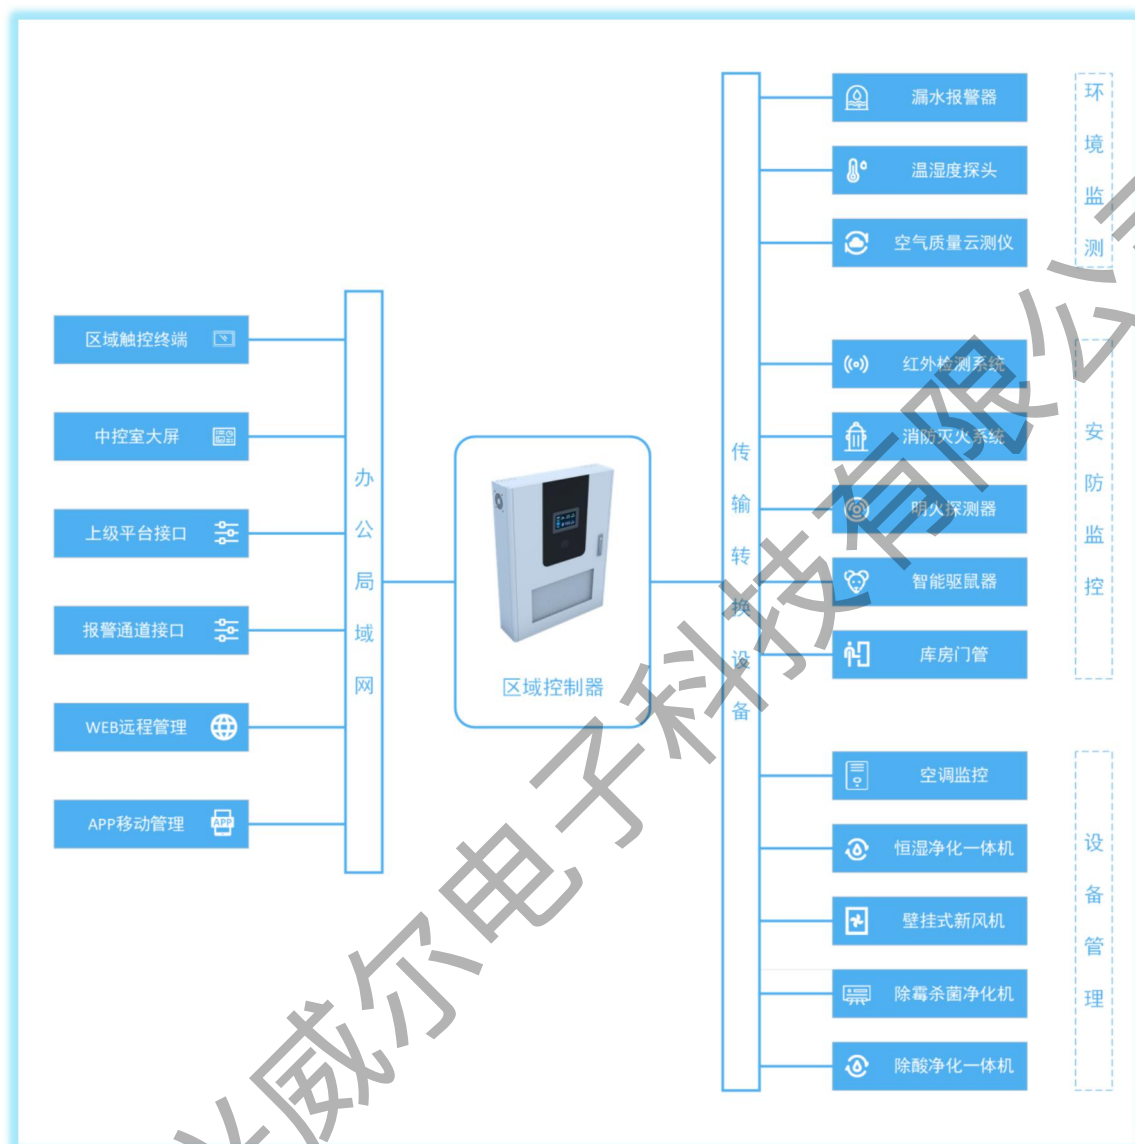 区域触控终端
中控室大屏
上级平台接口
报警通道接口
WEB远程管理
APP移动管理
APP
办公局域网
区域控制器
传输转换设备
漏水报警器
温湿度探头
空气质量云测仪
环境监测
红外检测系统
消防灭火系统
明火探测器
智能驱鼠器
库房门管
安防监控
空调监控
恒湿净化一体机
壁挂式新风机
除霉杀菌净化机
除酸净化一体机
设备管理
威尔电子科技有限公司